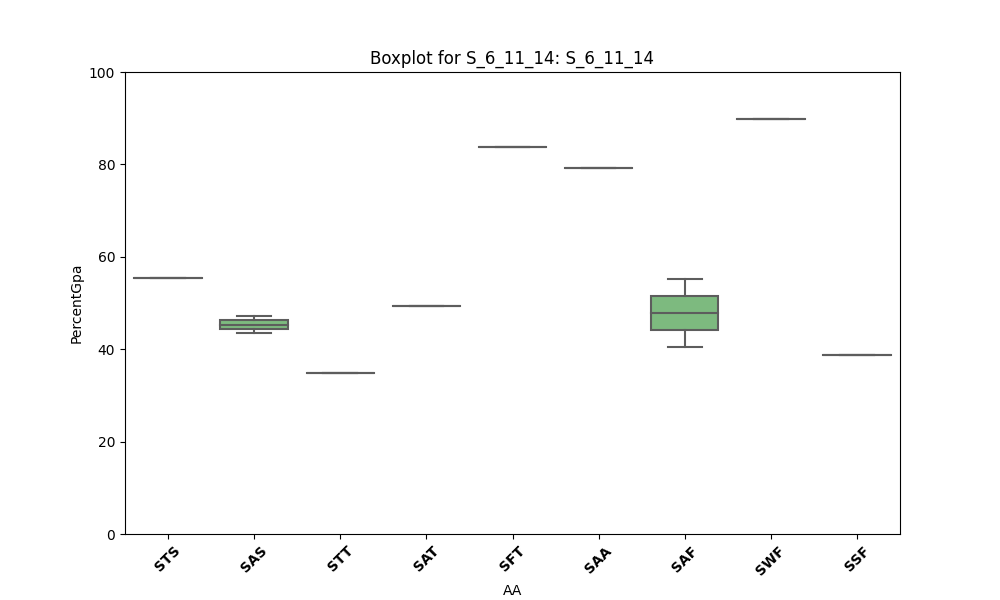 Boxplot for S_6_11_14: S_6_11_14
100
80
60
40
20
0
PercentGpa
STS
SAS
STT
SAT
SFT
SAA
SAF
SWF
SSF
AA